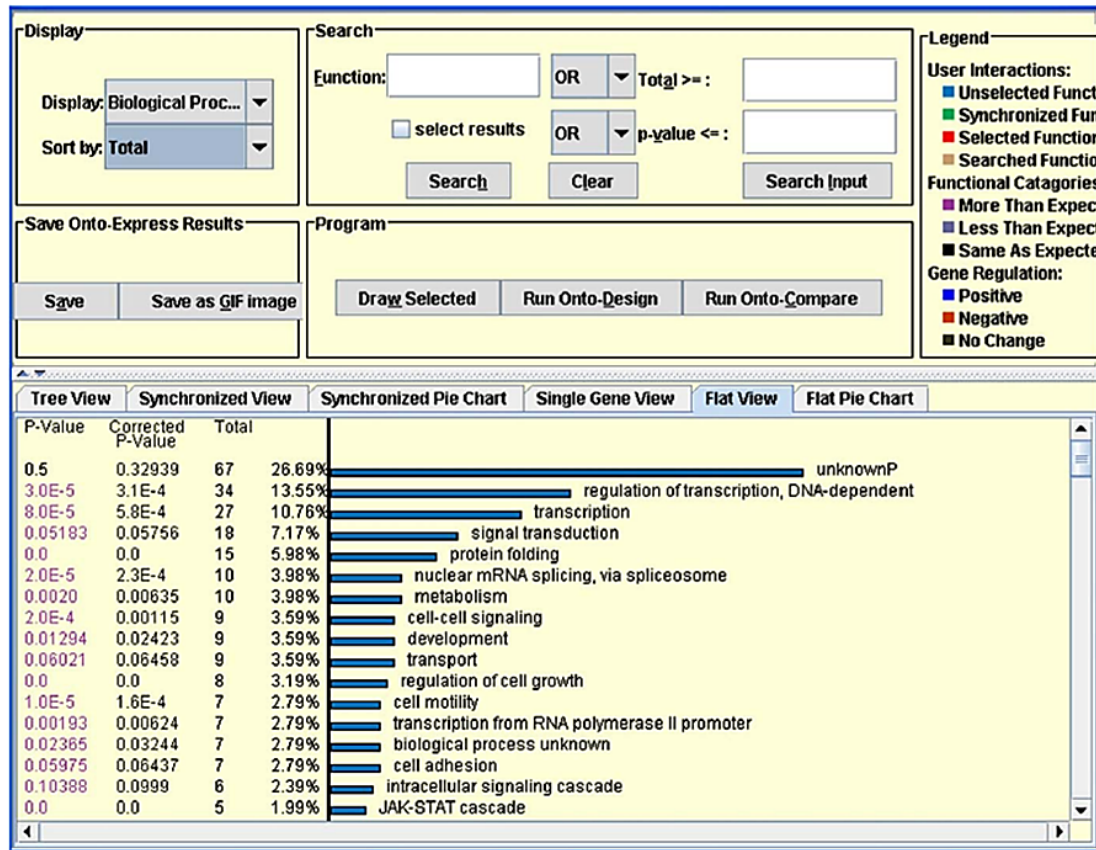 Display
Display: Biological Proc...
Sort by: Total
Search
Function: OR Total >= :
select results OR p-value <= :
Search Clear Search Input
Legend
User Interactions:
Unselected Funct
Synchronized Fun
Selected Function
Searched Functio
Functional Catagories
More Than Expec
Less Than Expect
Same As Expecte
Gene Regulation:
Positive
Negative
No Change
Save Onto-Express Results
Save Save as GIF image
Program
Draw Selected Run Onto-Design Run Onto-Compare
Tree View Synchronized View Synchronized Pie Chart Single Gene View Flat View Flat Pie Chart
P-Value Corrected P-Value Total
0.5 0.32939 67 26.69% unknownP
3.0E-5 3.1E-4 34 13.55% regulation of transcription, DNA-dependent
8.0E-5 5.8E-4 27 10.76% transcription
0.05183 0.05756 18 7.17% signal transduction
0.0 0.0 15 5.98% protein folding
2.0E-5 2.3E-4 10 3.98% nuclear mRNA splicing, via spliceosome
0.0020 0.00635 10 3.98% metabolism
2.0E-4 0.00115 9 3.59% cell-cell signaling
0.01294 0.02423 9 3.59% development
0.06021 0.06458 9 3.59% transport
0.0 0.0 8 3.19% regulation of cell growth
1.0E-5 1.6E-4 7 2.79% cell motility
0.00193 0.00624 7 2.79% transcription from RNA polymerase II promoter
0.02365 0.03244 7 2.79% biological process unknown
0.05975 0.06437 7 2.79% cell adhesion
0.10388 0.0999 6 2.39% intracellular signaling cascade
0.0 0.0 5 1.99% JAK-STAT cascade